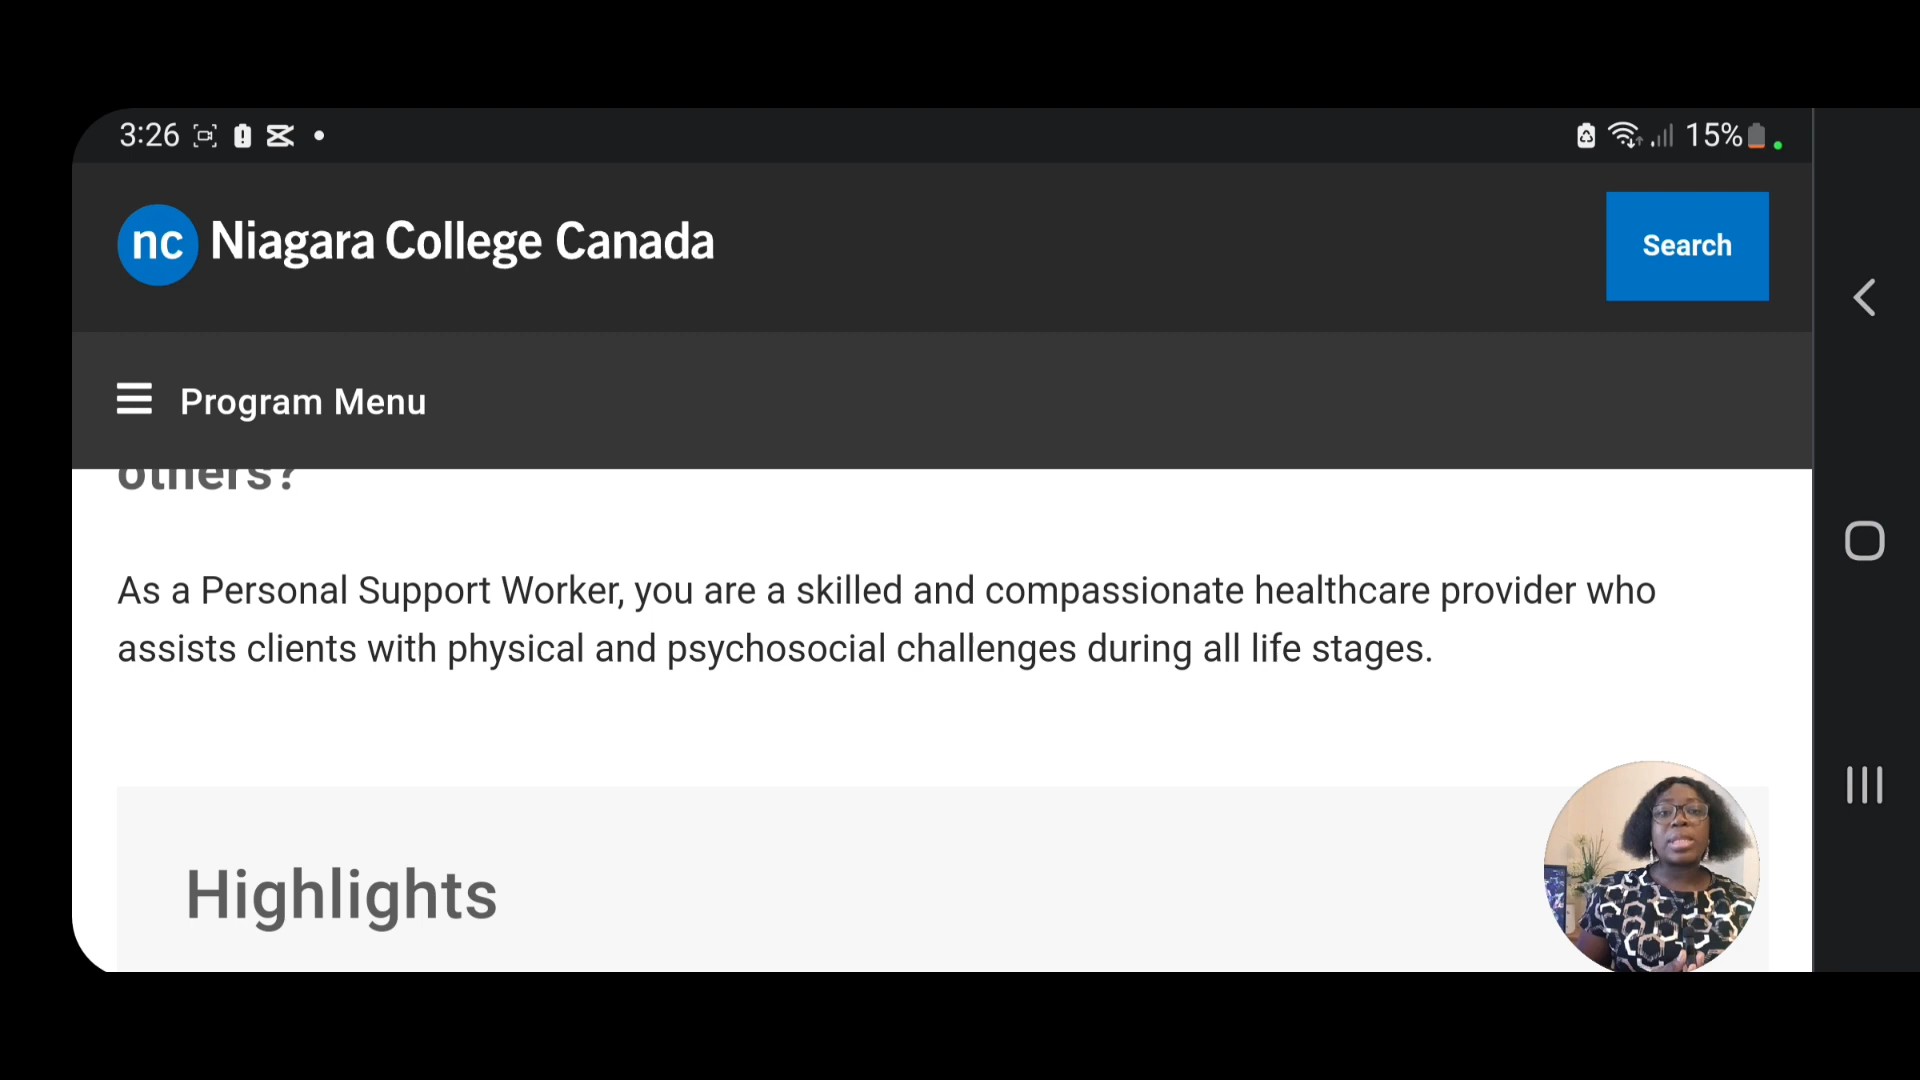 3:26
15%
nc Niagara College Canada
Search
Program Menu
others?
As a Personal Support Worker, you are a skilled and compassionate healthcare provider who
assists clients with physical and psychosocial challenges during all life stages.
Highlights